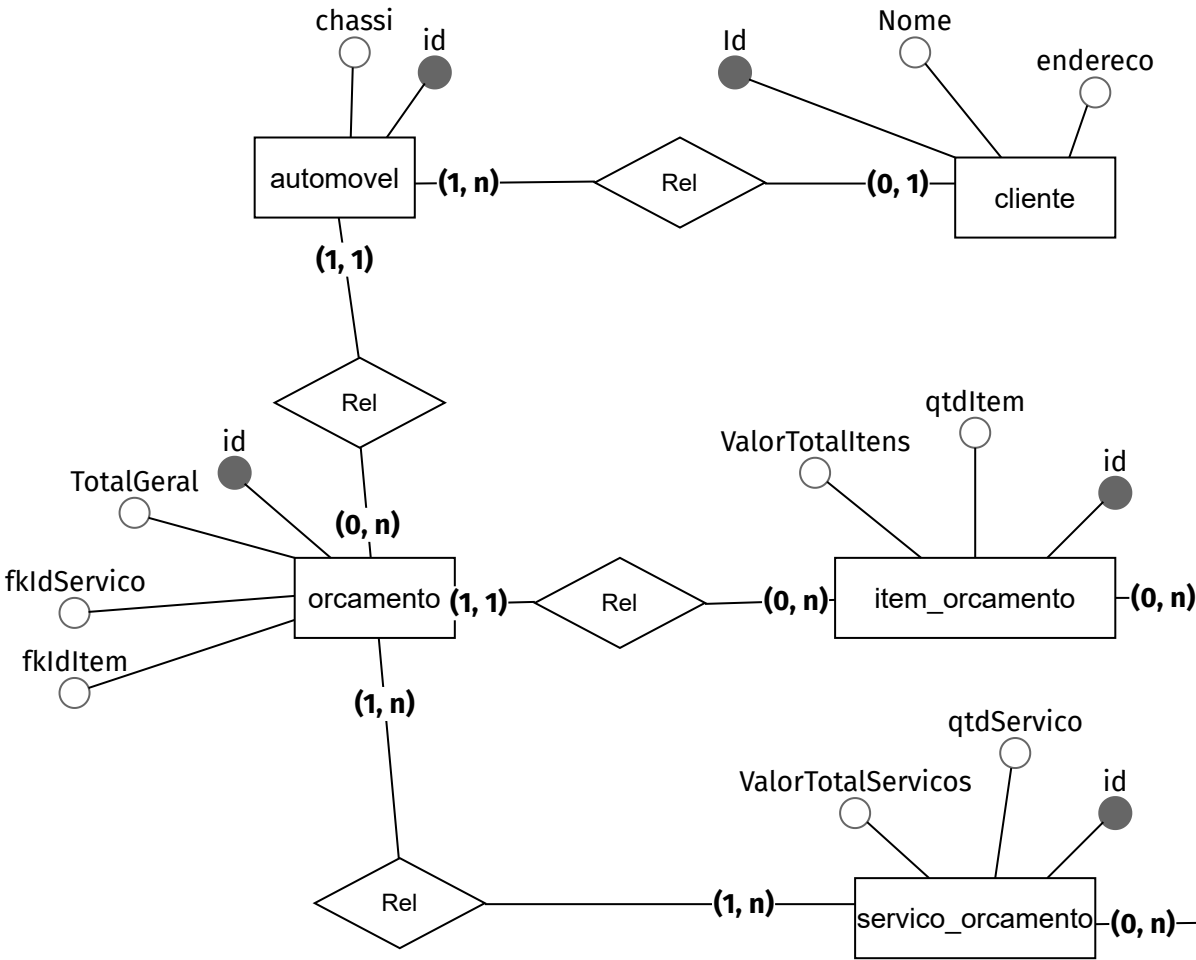 chassi
id
Id
Nome
endereco
automovel
(1, n)
Rel
(0, 1)
cliente
(1, 1)
Rel
(0, n)
id
TotalGeral
fkIdServico
fkIdItem
orcamento
(1, 1)
Rel
(0, n)
ValorTotalItens
qtdItem
id
item_orcamento
(0, n)
(1, n)
Rel
(1, n)
ValorTotalServicos
qtdServico
id
servico_orcamento
(0, n)